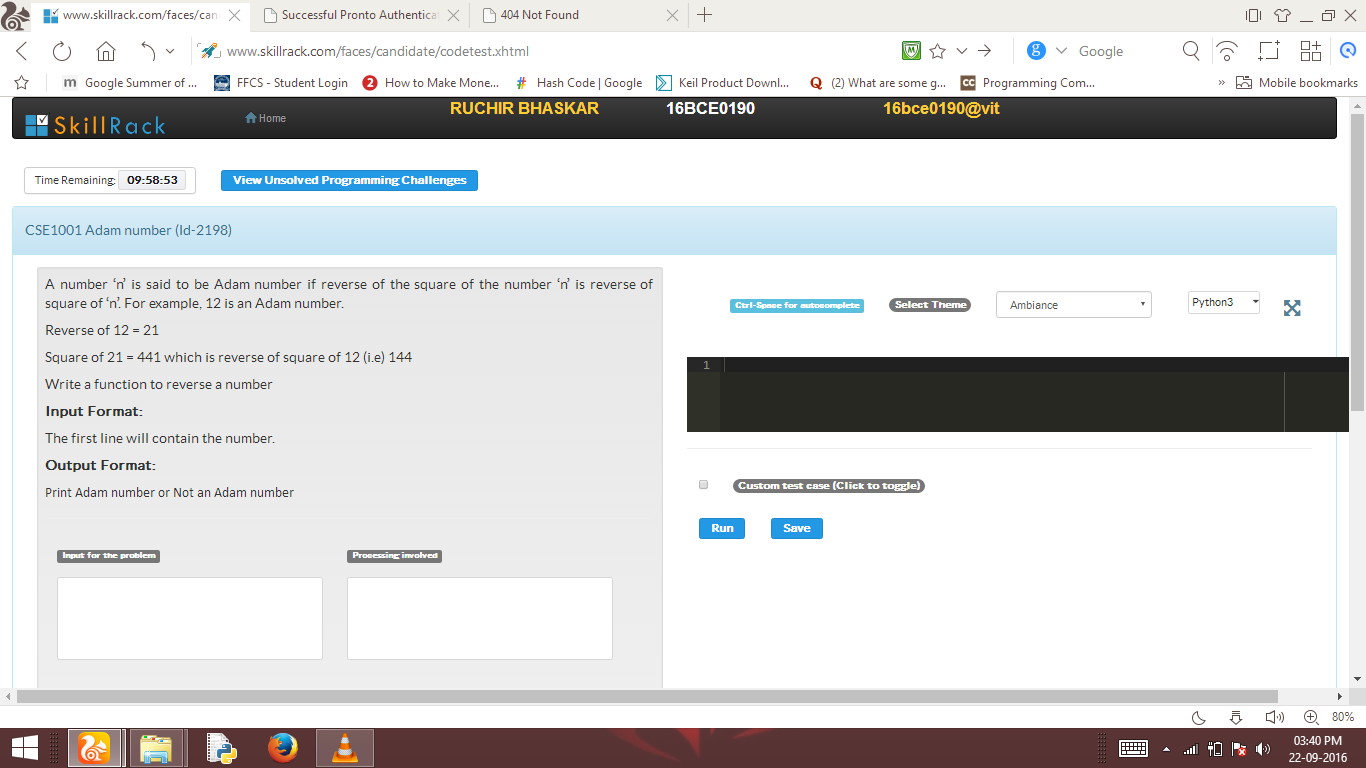 www.skillrack.com/faces/can
Successful Pronto Authentica
404 Not Found
www.skillrack.com/faces/candidate/codetest.xhtml
g
Google
m Google Summer of ...
FFCS - Student Login
2 How to Make Mone...
# Hash Code | Google
Keil Product Downl...
Q (2) What are some g...
CC Programming Com...
»
Mobile bookmarks
SkillRack
Home
RUCHIR BHASKAR
16BCE0190
16bce0190@vit
Time Remaining: 09:58:53
View Unsolved Programming Challenges
CSE1001 Adam number (Id-2198)
A number ‘n’ is said to be Adam number if reverse of the square of the number ‘n’ is reverse of
square of ‘n’. For example, 12 is an Adam number.
Reverse of 12 = 21
Square of 21 = 441 which is reverse of square of 12 (i.e) 144
Write a function to reverse a number
Input Format:
The first line will contain the number.
Output Format:
Print Adam number or Not an Adam number
Input for the problem
Processing involved
Ctrl-Space for autocomplete
Select Theme
Ambiance
Python3
1
Custom test case (Click to toggle)
Run
Save
80%
03:40 PM
22-09-2016